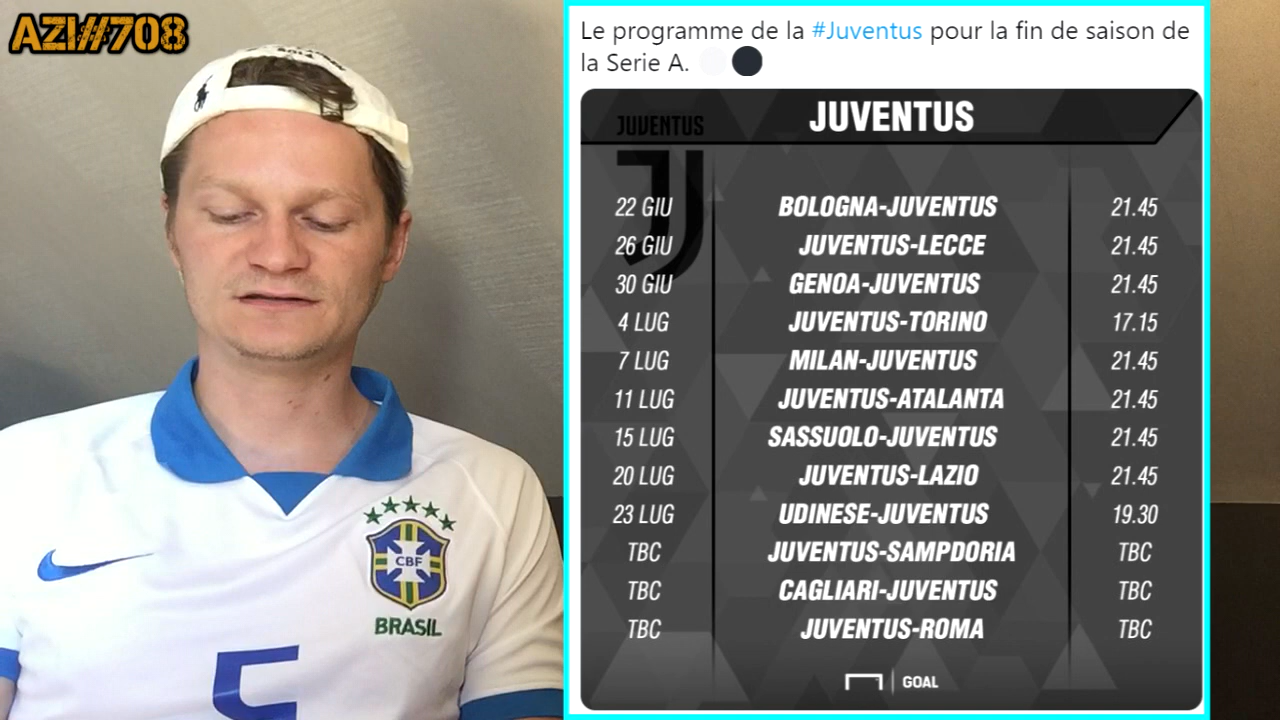 AZI//708
Le programme de la #Juventus pour la fin de saison de
la Serie A.
JUVENTUS
JUVENTUS
22 GIU BOLOGNA-JUVENTUS 21.45
26 GIU JUVENTUS-LECCE 21.45
30 GIU GENOA-JUVENTUS 21.45
4 LUG JUVENTUS-TORINO 17.15
7 LUG MILAN-JUVENTUS 21.45
11 LUG JUVENTUS-ATALANTA 21.45
15 LUG SASSUOLO-JUVENTUS 21.45
20 LUG JUVENTUS-LAZIO 21.45
23 LUG UDINESE-JUVENTUS 19.30
TBC JUVENTUS-SAMPDORIA TBC
TBC CAGLIARI-JUVENTUS TBC
TBC JUVENTUS-ROMA TBC
GOAL
CBF
BRASIL
5